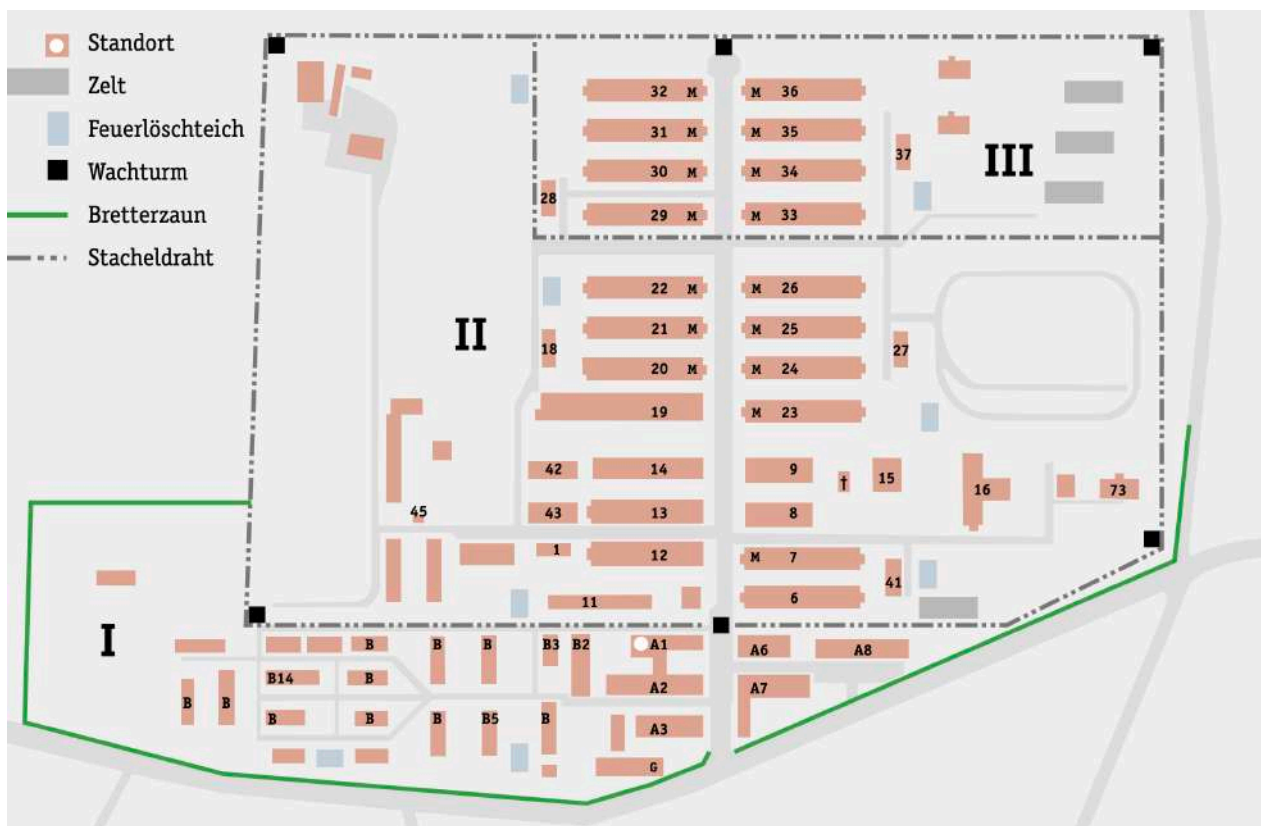 Standort
Zelt
Feuerlöschteich
Wachturm
Bretterzaun
Stacheldraht
32 M M 36
31 M M 35
30 M M 34
37
III
28
29 M M 33
22 M M 26
II
21 M M 25
18
27
20 M M 24
19 M 23
42 14 9
† 15 16 73
45
43 13 8
1 12 M 7
41
11 6
I
B B B B3 B2 A1 A6 A8
B14 B A2 A7
B B
B B B B5 B A3
G